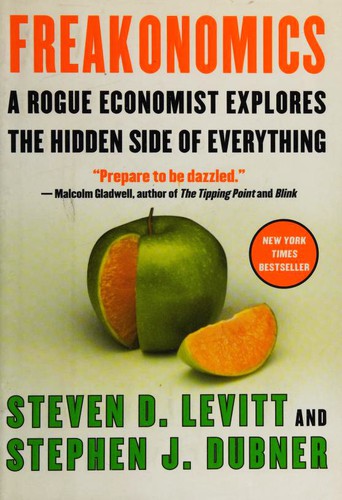 FREAKONOMICS
A ROGUE ECONOMIST EXPLORES
THE HIDDEN SIDE OF EVERYTHING
“Prepare to be dazzled.”
— Malcolm Gladwell, author of The Tipping Point and Blink
NEW YORK
TIMES
BESTSELLER
STEVEN D. LEVITT AND
STEPHEN J. DUBNER